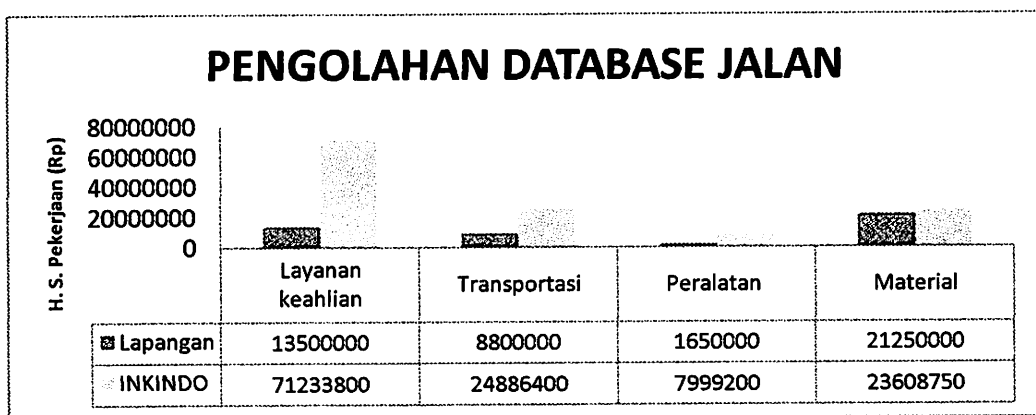 PENGOLAHAN DATABASE JALAN
H. S. Pekerjaan (Rp)
80000000
60000000
40000000
20000000
0
Layanan keahlian Transportasi Peralatan Material
Lapangan 13500000 8800000 1650000 21250000
INKINDO 71233800 24886400 7999200 23608750